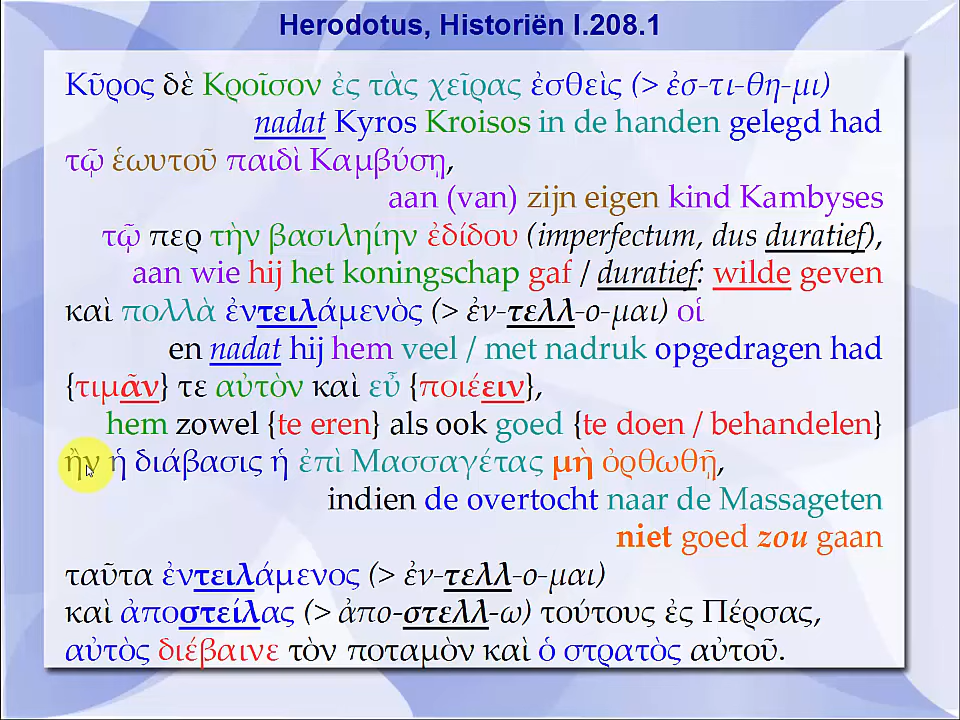 Herodotus, Historiën I.208.1
Κῦρος δὲ Κροῖσον ἐς τὰς χεῖρας ἐσθεὶς (> ἐσ-τι-θη-μι)
nadat Kyros Kroisos in de handen gelegd had
τῷ ἑωυτοῦ παιδὶ Καμβύσῃ,
aan (van) zijn eigen kind Kambyses
τῷ περ τὴν βασιληίην ἐδίδου (imperfectum, dus duratief),
aan wie hij het koningschap gaf / duratief: wilde geven
καὶ πολλὰ ἐντειλάμενὸς (> ἐν-τελλ-ο-μαι) οἱ
en nadat hij hem veel / met nadruk opgedragen had
{τιμᾶν} τε αὐτὸν καὶ εὖ {ποιέειν},
hem zowel {te eren} als ook goed {te doen / behandelen}
ἢν ἡ διάβασις ἡ ἐπὶ Μασσαγέτας μὴ ὀρθωθῇ,
indien de overtocht naar de Massageten
niet goed zou gaan
ταῦτα ἐντειλάμενος (> ἐν-τελλ-ο-μαι)
καὶ ἀποστείλας (> ἀπο-στελλ-ω) τούτους ἐς Πέρσας,
αὐτὸς διέβαινε τὸν ποταμὸν καὶ ὁ στρατὸς αὐτοῦ.